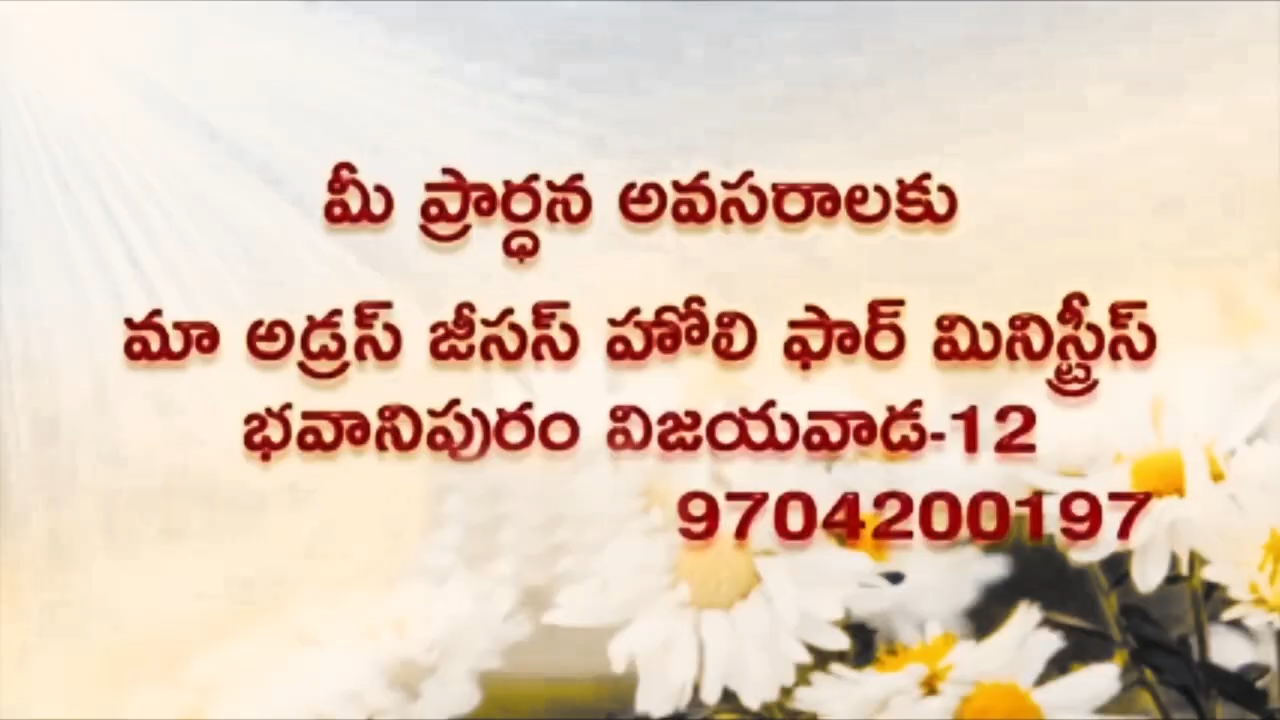 మీ ప్రార్ధన అవసరాలకు
మా అడ్రస్ జీసస్ హోలి ఫార్ మినిస్ట్రీస్
భవానిపురం విజయవాడ-12
9704200197